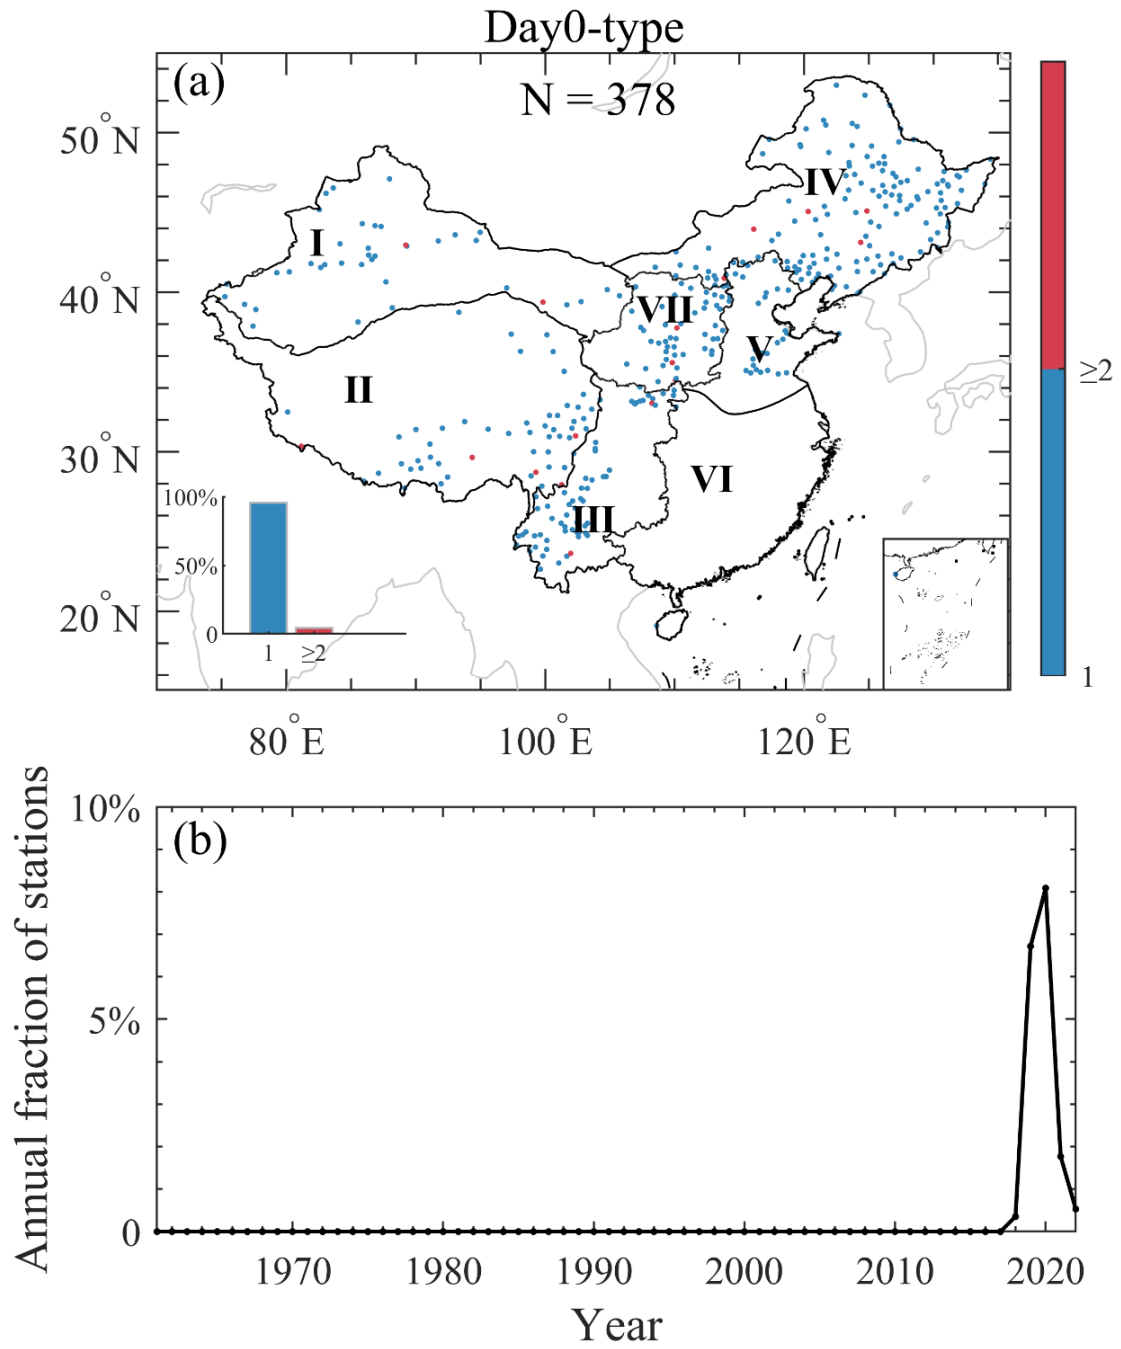 Day0-type
(a)
N = 378
50°N
40°N
30°N
20°N
I
II
III
IV
V
VI
VII
100%
50%
0
1
≥2
≥2
1
80°E
100°E
120°E
(b)
10%
5%
0
Annual fraction of stations
1970
1980
1990
2000
2010
2020
Year